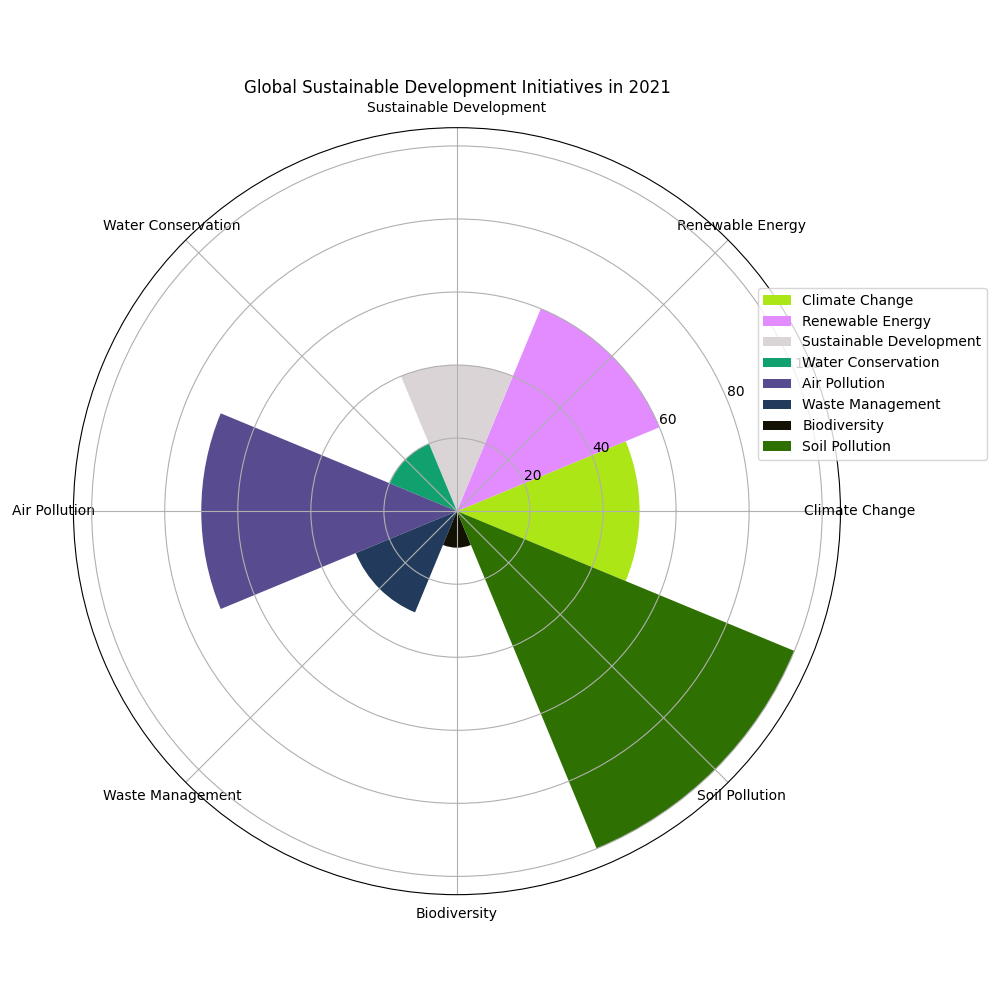 Global Sustainable Development Initiatives in 2021
Sustainable Development
Water Conservation
Renewable Energy
Climate Change
Renewable Energy
Sustainable Development
Water Conservation
Air Pollution
Waste Management
Biodiversity
Soil Pollution
80
60
40
20
Air Pollution
Climate Change
Waste Management
Soil Pollution
Biodiversity